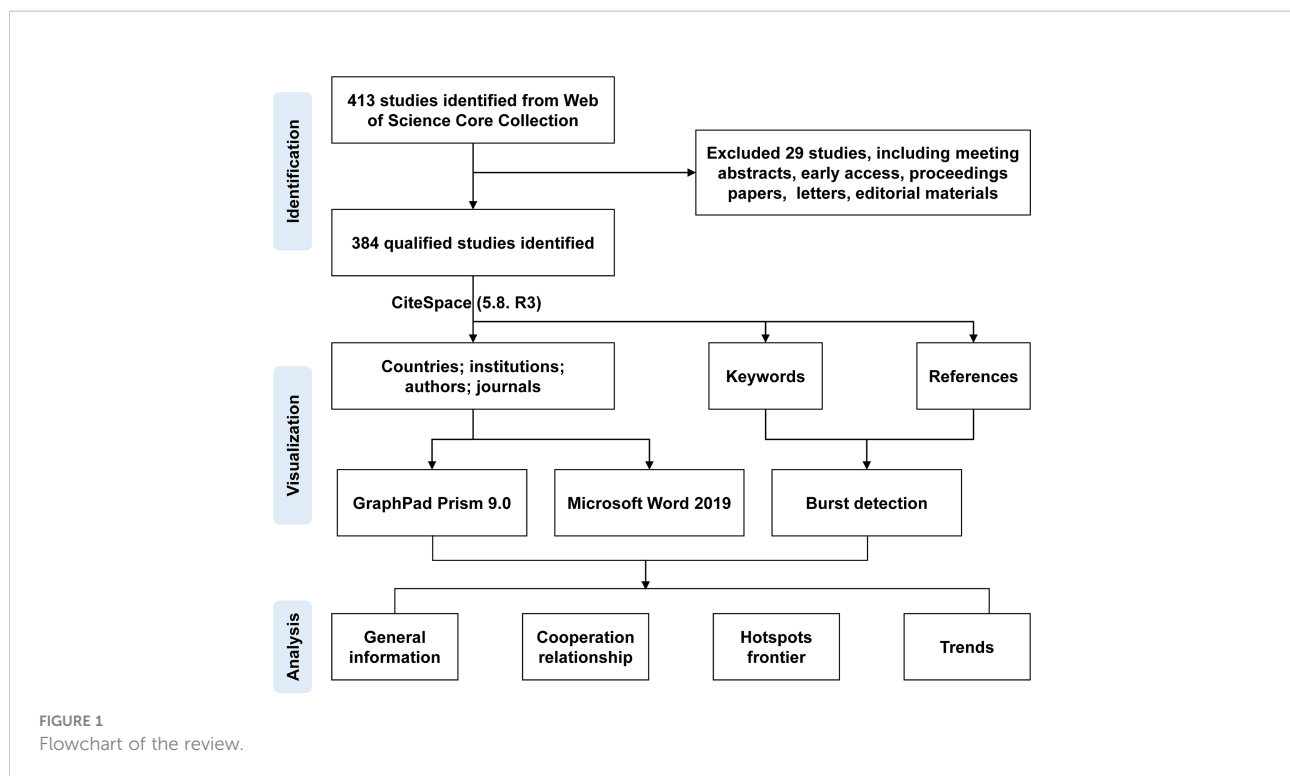 Identification
413 studies identified from Web
of Science Core Collection
Excluded 29 studies, including meeting
abstracts, early access, proceedings
papers,  letters, editorial materials
384 qualified studies identified
CiteSpace (5.8. R3)
Visualization
Countries; institutions;
authors; journals
Keywords
References
GraphPad Prism 9.0
Microsoft Word 2019
Burst detection
Analysis
General
information
Cooperation
relationship
Hotspots
frontier
Trends
FIGURE 1
Flowchart of the review.